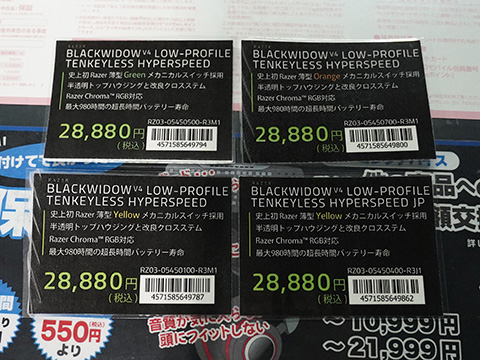 RAZER
BLACKWIDOW V4 LOW-PROFILE
TENKEYLESS HYPERSPEED
史上初 Razer 薄型 Green メカニカルスイッチ採用
半透明トップハウジングと改良クロスステム
Razer Chroma™ RGB対応
最大980時間の超長時間バッテリー寿命
28,880円
(税込)
RZ03-05450500-R3M1
4571585649794
RAZER
BLACKWIDOW V4 LOW-PROFILE
TENKEYLESS HYPERSPEED
史上初 Razer 薄型 Orange メカニカルスイッチ採用
半透明トップハウジングと改良クロスステム
Razer Chroma™ RGB対応
最大980時間の超長時間バッテリー寿命
28,880円
(税込)
RZ03-05450700-R3M1
4571585649800
RAZER
BLACKWIDOW V4 LOW-PROFILE
TENKEYLESS HYPERSPEED
史上初 Razer 薄型 Yellow メカニカルスイッチ採用
半透明トップハウジングと改良クロスステム
Razer Chroma™ RGB対応
最大980時間の超長時間バッテリー寿命
28,880円
(税込)
RZ03-05450100-R3M1
4571585649787
RAZER
BLACKWIDOW V4 LOW-PROFILE
TENKEYLESS HYPERSPEED JP
史上初 Razer 薄型 Yellow メカニカルスイッチ採用
半透明トップハウジングと改良クロスステム
Razer Chroma™ RGB対応
最大980時間の超長時間バッテリー寿命
28,880円
(税込)
RZ03-05450400-R3J1
4571585649862
550円
(税込)
より
音質が気に
頭にフィットしない
～10,999円
～21,999円